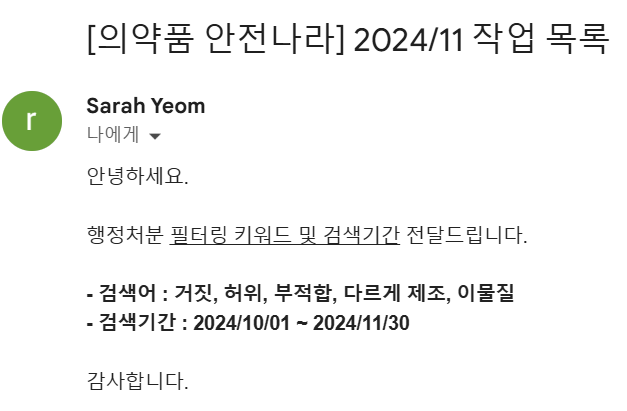 [의약품 안전나라] 2024/11 작업 목록
r
Sarah Yeom
나에게
안녕하세요.
행정처분 필터링 키워드 및 검색기간 전달드립니다.
- 검색어 : 거짓, 허위, 부적합, 다르게 제조, 이물질
- 검색기간 : 2024/10/01 ~ 2024/11/30
감사합니다.